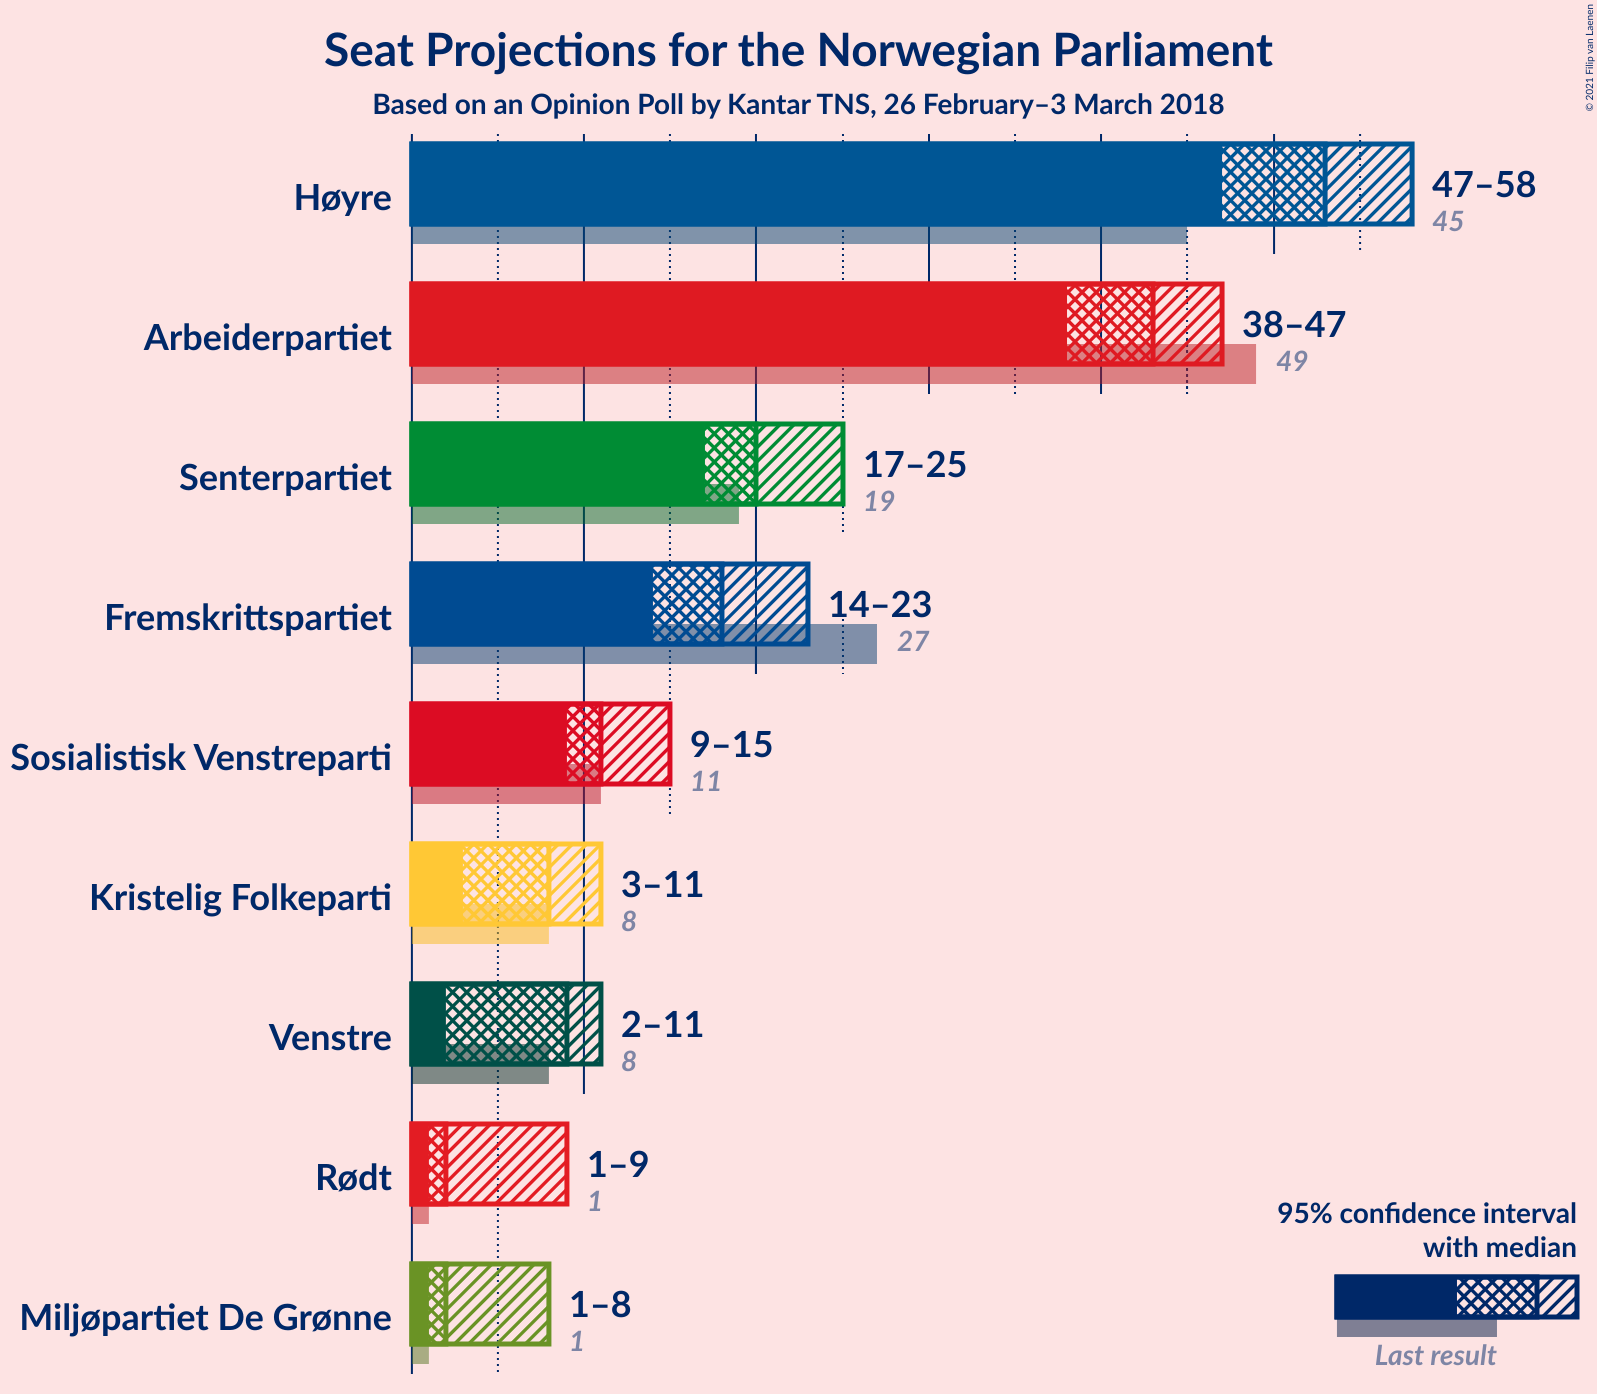 Seat Projections for the Norwegian Parliament
Based on an Opinion Poll by Kantar TNS, 26 February–3 March 2018
© 2021 Filip van Laenen
Høyre
47–58
45
Arbeiderpartiet
38–47
49
Senterpartiet
17–25
19
Fremskrittspartiet
14–23
27
Sosialistisk Venstreparti
9–15
11
Kristelig Folkeparti
3–11
8
Venstre
2–11
8
Rødt
1–9
1
Miljøpartiet De Grønne
1–8
1
95% confidence interval
with median
Last result